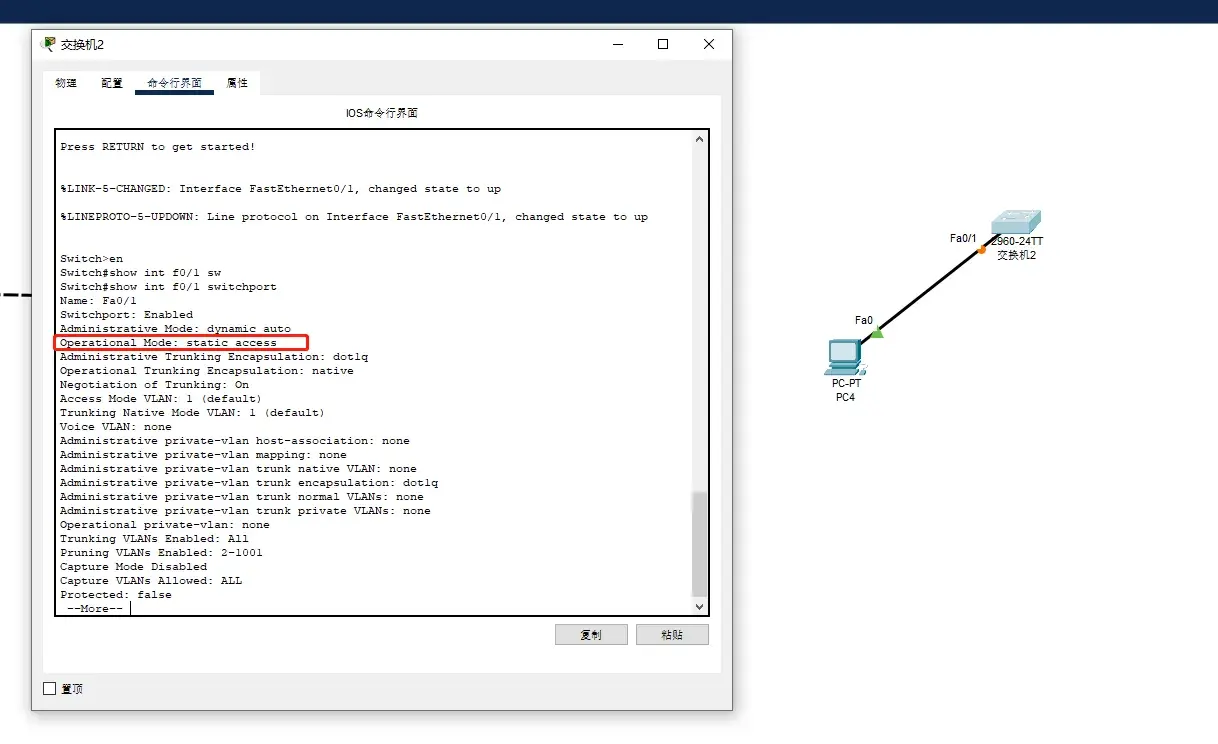 交换机2
物理 配置 命令行界面 属性
IOS命令行界面
Press RETURN to get started!
%LINK-5-CHANGED: Interface FastEthernet0/1, changed state to up
%LINEPROTO-5-UPDOWN: Line protocol on Interface FastEthernet0/1, changed state to up
Switch>en
Switch#show int f0/1 sw
Switch#show int f0/1 switchport
Name: Fa0/1
Switchport: Enabled
Administrative Mode: dynamic auto
Operational Mode: static access
Administrative Trunking Encapsulation: dot1q
Operational Trunking Encapsulation: native
Negotiation of Trunking: On
Access Mode VLAN: 1 (default)
Trunking Native Mode VLAN: 1 (default)
Voice VLAN: none
Administrative private-vlan host-association: none
Administrative private-vlan mapping: none
Administrative private-vlan trunk native VLAN: none
Administrative private-vlan trunk encapsulation: dot1q
Administrative private-vlan trunk normal VLANs: none
Administrative private-vlan trunk private VLANs: none
Operational private-vlan: none
Trunking VLANs Enabled: All
Pruning VLANs Enabled: 2-1001
Capture Mode Disabled
Capture VLANs Allowed: ALL
Protected: false
--More--
复制 粘贴
置顶
Fa0/1
2960-24TT
交换机2
Fa0
PC-PT
PC4